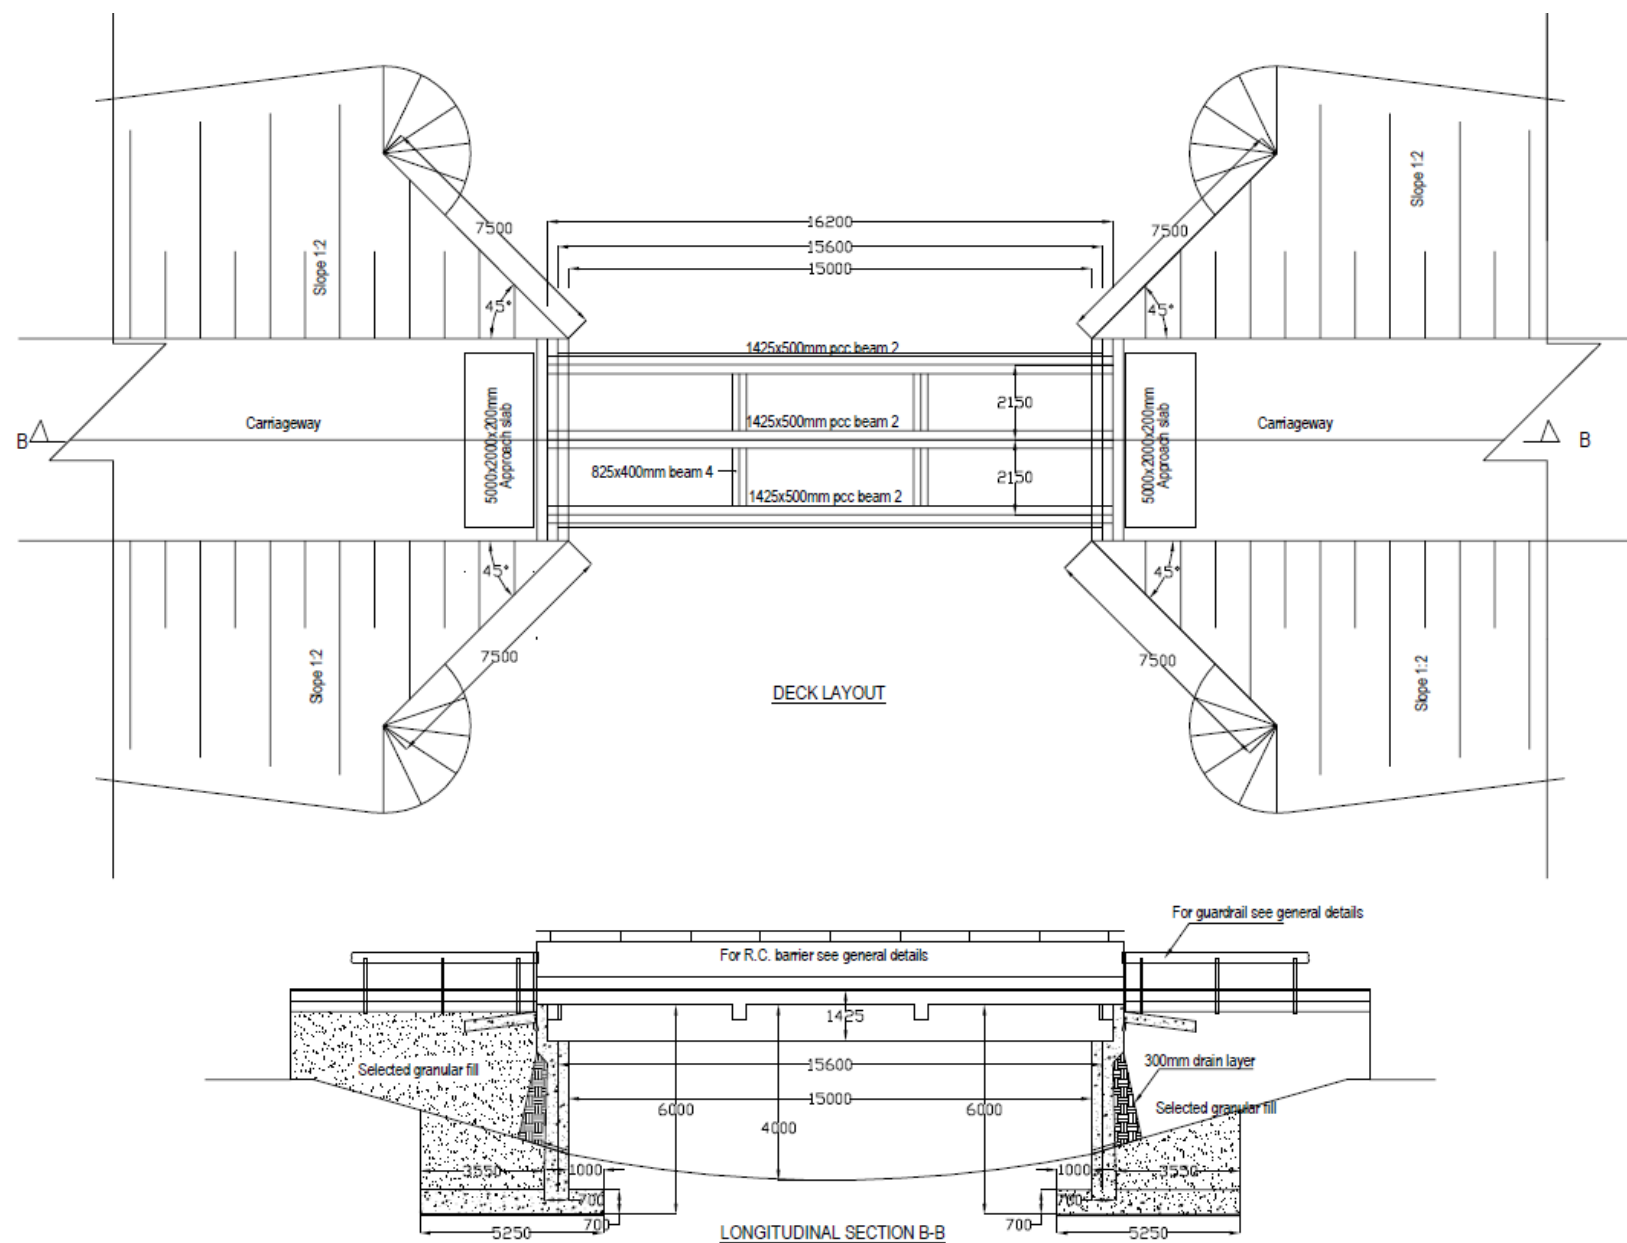 7500
7500
16200
15600
15000
Slope 1:2
Slope 1:2
45°
45°
1425x500mm pcc beam 2
2150
Carriageway
5000x2000x200mm
Approach slab
1425x500mm pcc beam 2
5000x2000x200mm
Approach slab
Carriageway
B
B
825x400mm beam 4
2150
1425x500mm pcc beam 2
45°
45°
7500
7500
Slope 1:2
Slope 1:2
DECK LAYOUT
For guardrail see general details
For R.C. barrier see general details
1425
Selected granular fill
15600
300mm drain layer
15000
6000
6000
4000
Selected granular fill
3550
1000
1000
3550
700
700
700
700
5250
5250
LONGITUDINAL SECTION B-B